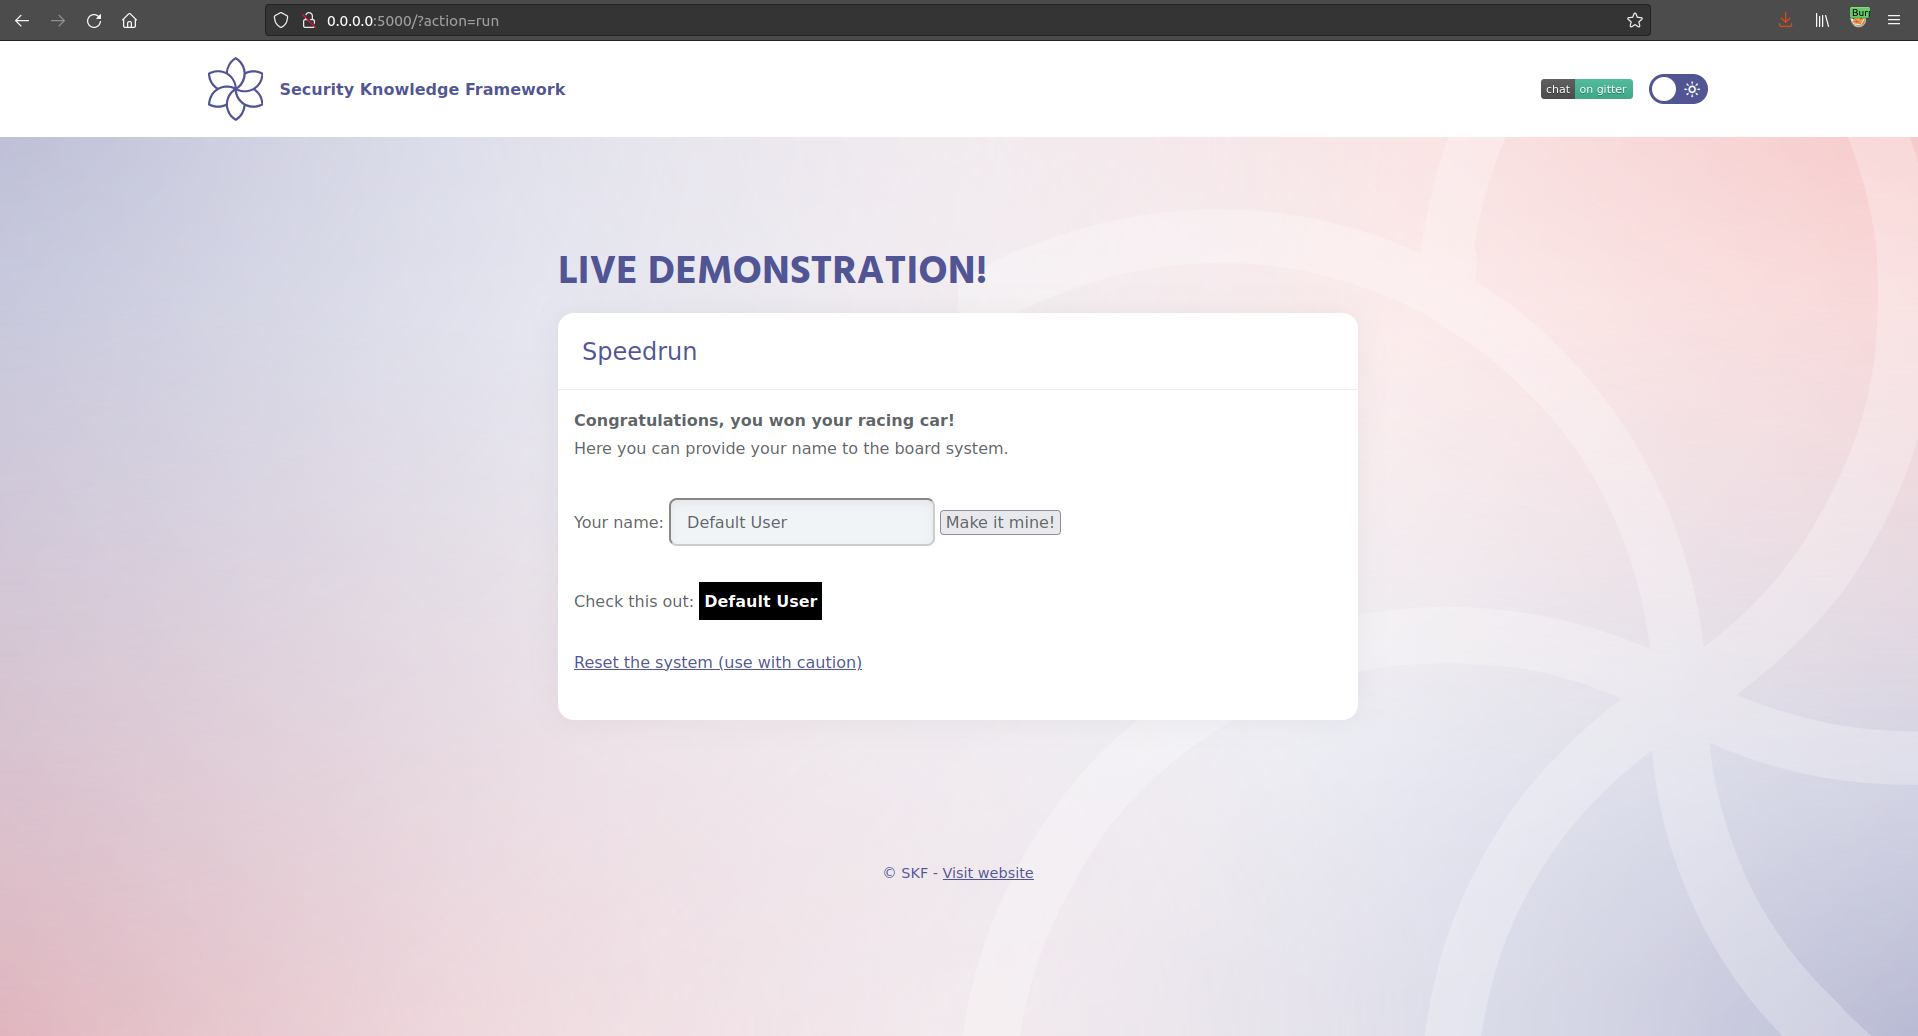 0.0.0.0:5000/?action=run
Bur
Security Knowledge Framework
chat on gitter
LIVE DEMONSTRATION!
Speedrun
Congratulations, you won your racing car!
Here you can provide your name to the board system.
Your name: Default User Make it mine!
Check this out: Default User
Reset the system (use with caution)
© SKF - Visit website